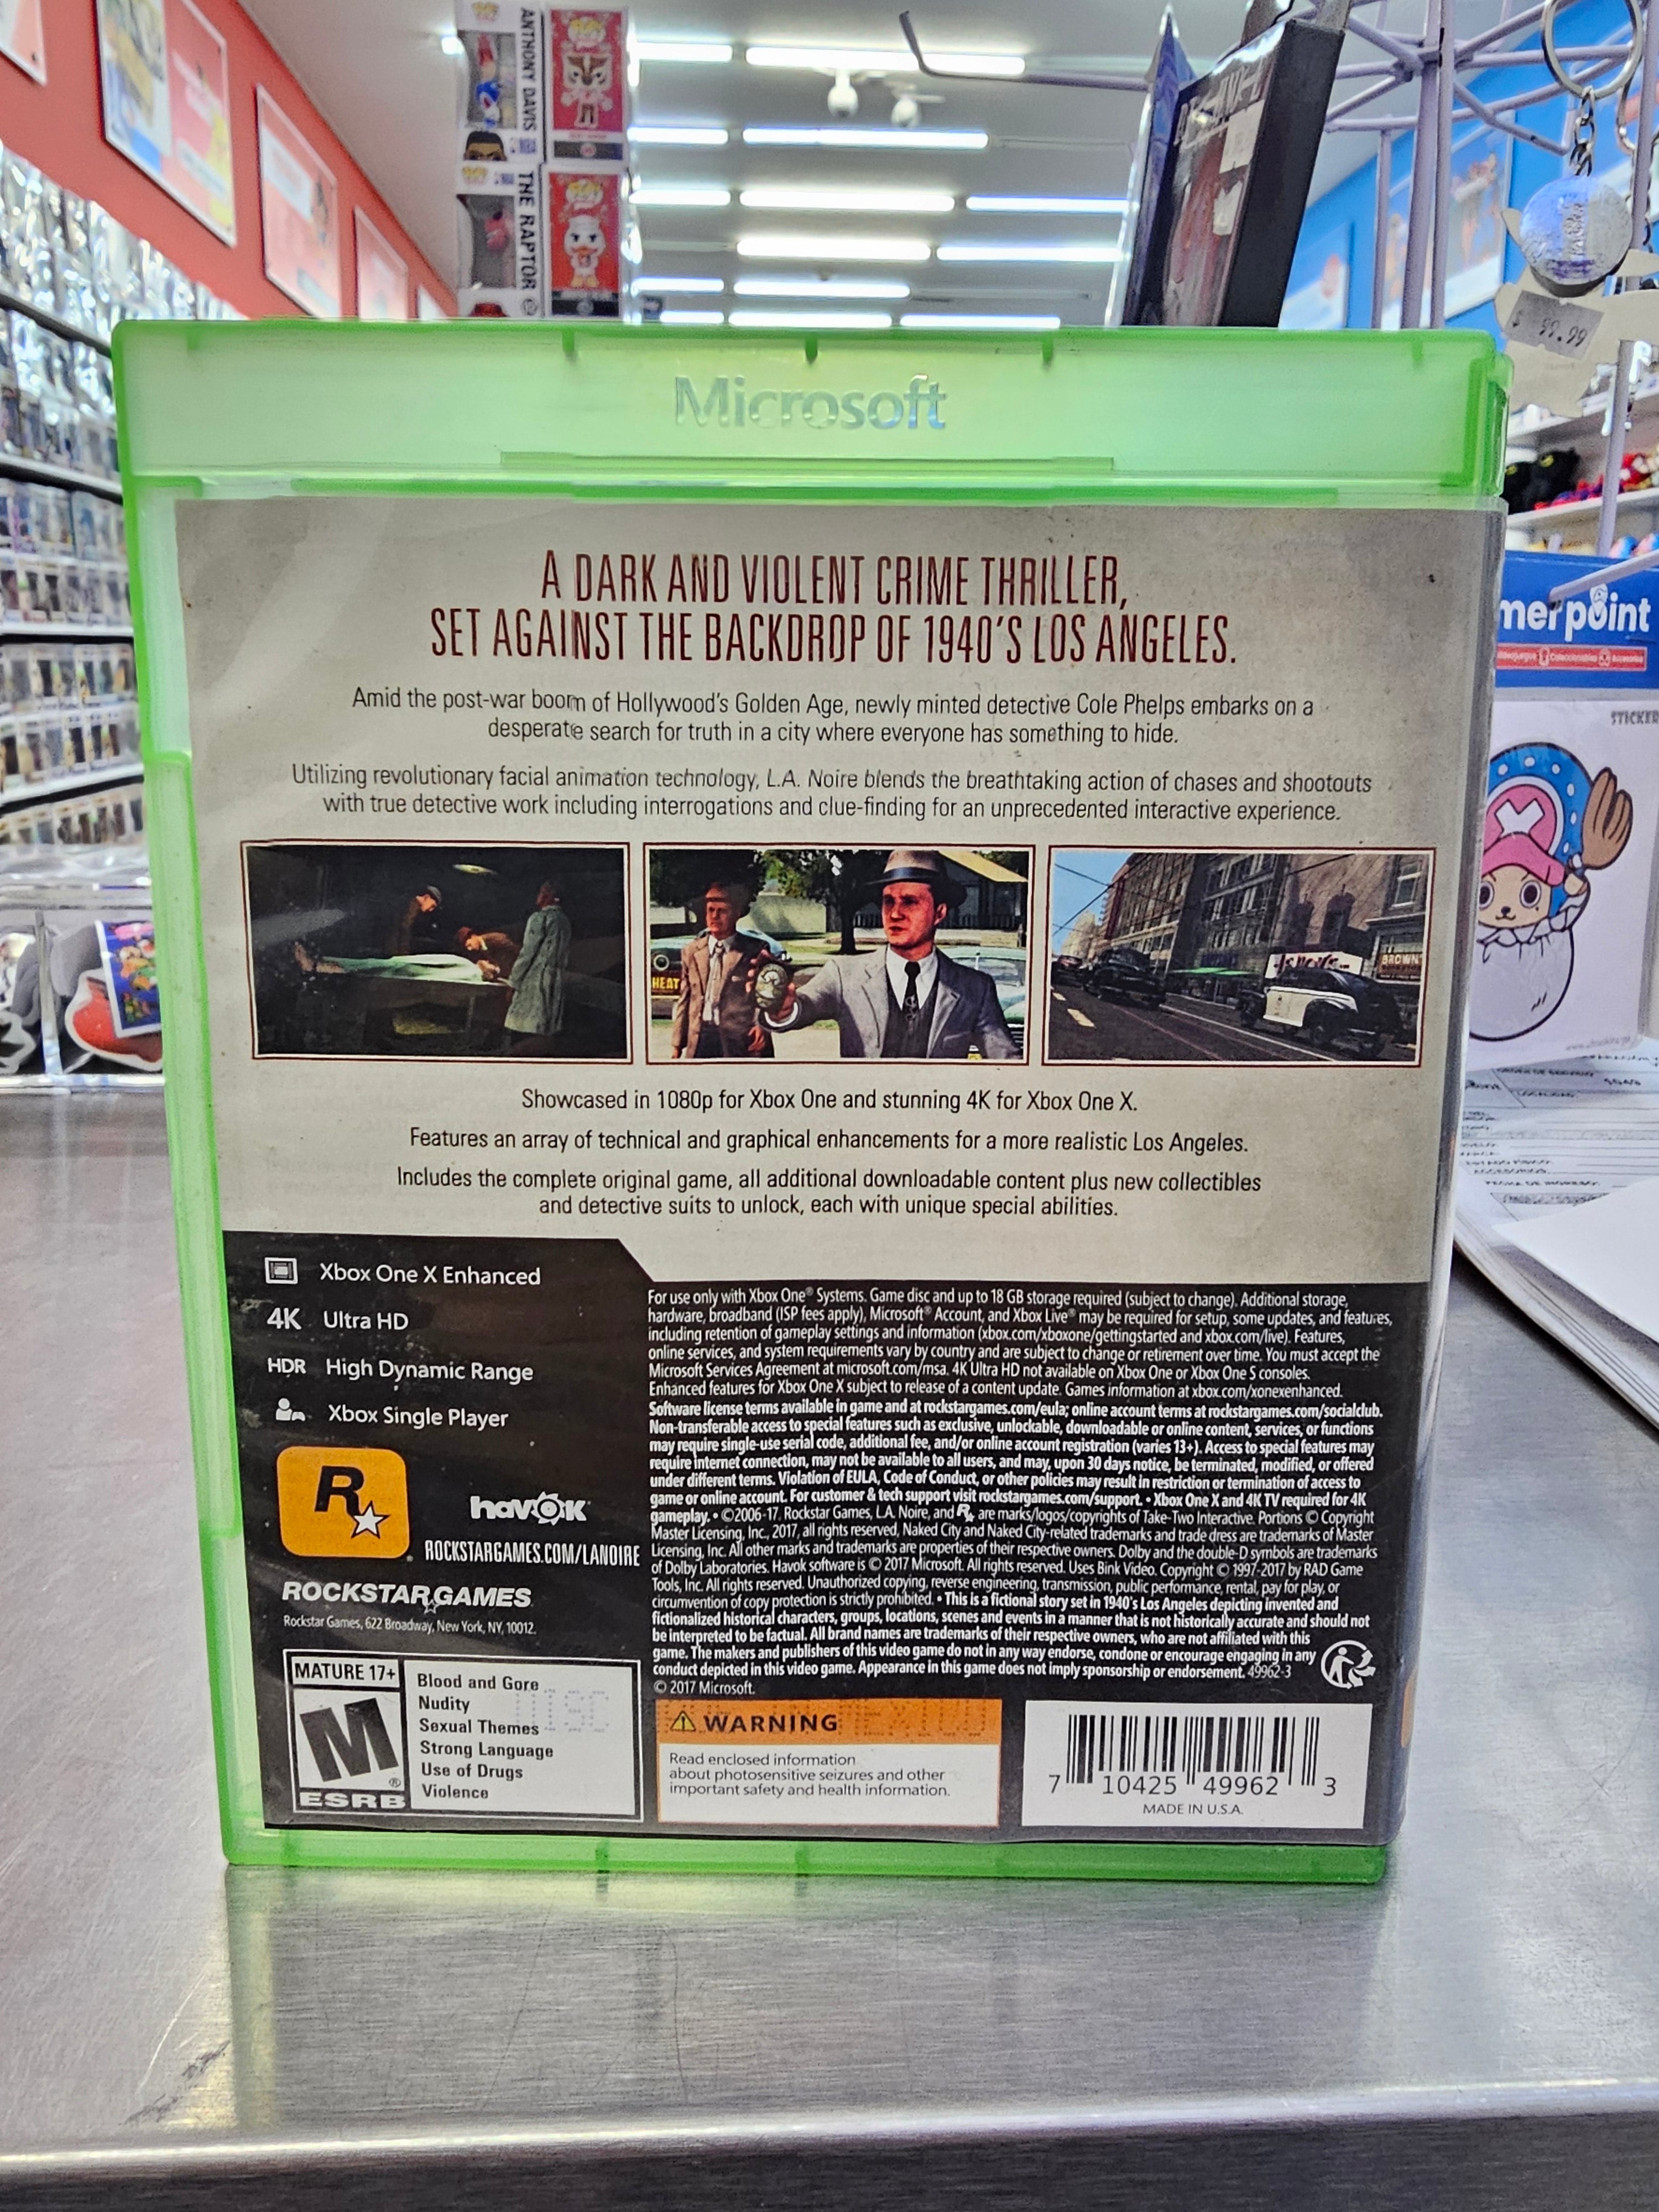 ANTHONY DAVIS
THE RAPTOR
$ 99.99
merpoint
STICKER
Microsoft
A DARK AND VIOLENT CRIME THRILLER,
SET AGAINST THE BACKDROP OF 1940'S LOS ANGELES.
Amid the post-war boom of Hollywood's Golden Age, newly minted detective Cole Phelps embarks on a
desperate search for truth in a city where everyone has something to hide.
Utilizing revolutionary facial animation technology, L.A. Noire blends the breathtaking action of chases and shootouts
with true detective work including interrogations and clue-finding for an unprecedented interactive experience.
HEAT
BROWN
Showcased in 1080p for Xbox One and stunning 4K for Xbox One X.
Features an array of technical and graphical enhancements for a more realistic Los Angeles.
Includes the complete original game, all additional downloadable content plus new collectibles
and detective suits to unlock, each with unique special abilities.
Xbox One X Enhanced
4K Ultra HD
HDR High Dynamic Range
Xbox Single Player
R
havok
ROCKSTARGAMES.COM/LANOIRE
ROCKSTAR GAMES
Rockstar Games, 622 Broadway, New York, NY, 10012.
For use only with Xbox One® Systems. Game disc and up to 18 GB storage required (subject to change). Additional storage,
hardware, broadband (ISP fees apply), Microsoft® Account, and Xbox Live® may be required for setup, some updates, and features,
including retention of gameplay settings and information (xbox.com/xboxone/gettingstarted and xbox.com/live). Features,
online services, and system requirements vary by country and are subject to change or retirement over time. You must accept the
Microsoft Services Agreement at microsoft.com/msa. 4K Ultra HD not available on Xbox One or Xbox One S consoles.
Enhanced features for Xbox One X subject to release of a content update. Games information at xbox.com/xonexenhanced.
Software license terms available in game and at rockstargames.com/eula; online account terms at rockstargames.com/socialclub.
Non-transferable access to special features such as exclusive, unlockable, downloadable or online content, services, or functions
may require single-use serial code, additional fee, and/or online account registration (varies 13+). Access to special features may
require internet connection, may not be available to all users, and may, upon 30 days notice, be terminated, modified, or offered
under different terms. Violation of EULA, Code of Conduct, or other policies may result in restriction or termination of access to
game or online account. For customer & tech support visit rockstargames.com/support. • Xbox One X and 4K TV required for 4K
gameplay. • ©2006-17. Rockstar Games, L.A. Noire, and R* are marks/logos/copyrights of Take-Two Interactive. Portions © Copyright
Master Licensing, Inc., 2017, all rights reserved, Naked City and Naked City-related trademarks and trade dress are trademarks of Master
Licensing, Inc. All other marks and trademarks are properties of their respective owners. Dolby and the double-D symbols are trademarks
of Dolby Laboratories. Havok software is © 2017 Microsoft. All rights reserved. Uses Bink Video. Copyright © 1997-2017 by RAD Game
Tools, Inc. All rights reserved. Unauthorized copying, reverse engineering, transmission, public performance, rental, pay for play, or
circumvention of copy protection is strictly prohibited. • This is a fictional story set in 1940's Los Angeles depicting invented and
fictionalized historical characters, groups, locations, scenes and events in a manner that is not historically accurate and should not
be interpreted to be factual. All brand names are trademarks of their respective owners, who are not affiliated with this
game. The makers and publishers of this video game do not in any way endorse, condone or encourage engaging in any
conduct depicted in this video game. Appearance in this game does not imply sponsorship or endorsement. 49962-3
© 2017 Microsoft.
MATURE 17+
M
ESRB
Blood and Gore
Nudity
Sexual Themes
Strong Language
Use of Drugs
Violence
WARNING
Read enclosed information
about photosensitive seizures and other
important safety and health information.
7 10425 49962 3
MADE IN U.S.A.